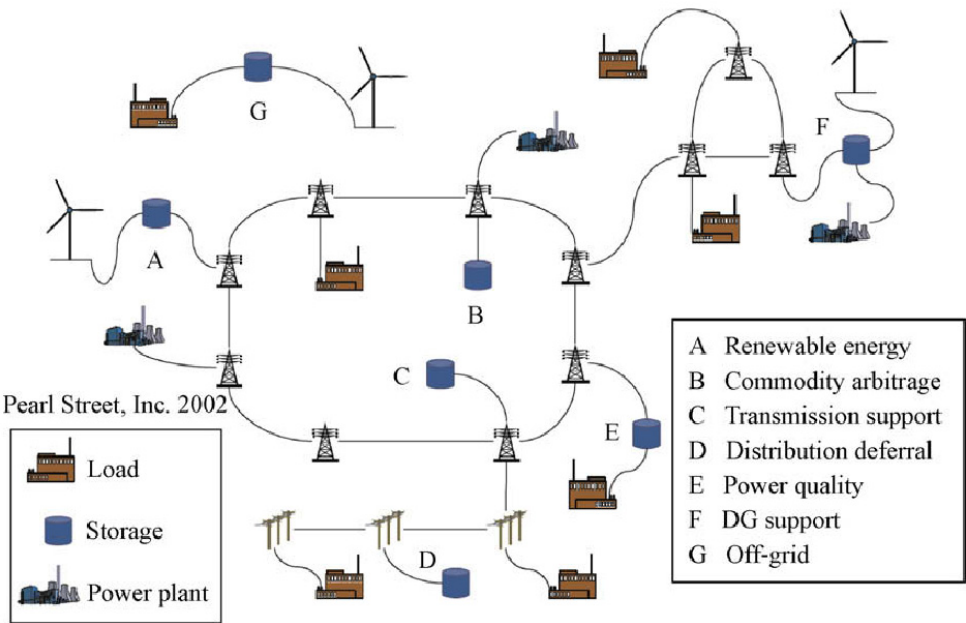 G
F
A
B
C
Pearl Street, Inc. 2002
E
D
Load
Storage
Power plant
A Renewable energy
B Commodity arbitrage
C Transmission support
D Distribution deferral
E Power quality
F DG support
G Off-grid